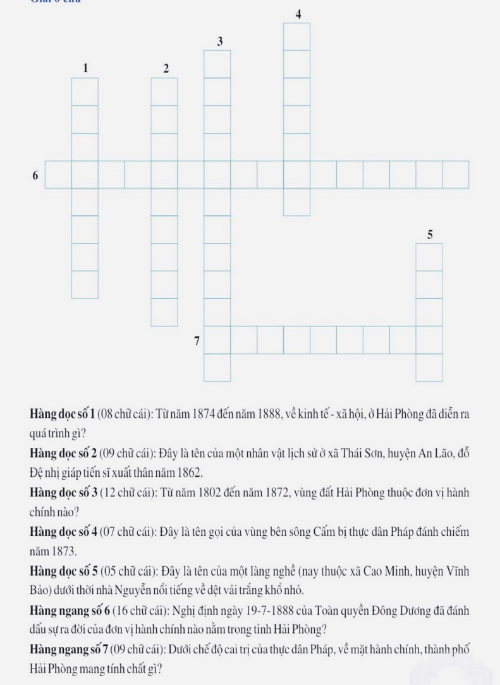 Giải ô chữ
4
3
1
2
6
5
7
Hàng dọc số 1 (08 chữ cái): Từ năm 1874 đến năm 1888, về kinh tế - xã hội, ở Hải Phòng đã diễn ra
quá trình gì?
Hàng dọc số 2 (09 chữ cái): Đây là tên của một nhân vật lịch sử ở xã Thái Sơn, huyện An Lão, đỗ
Đệ nhị giáp tiến sĩ xuất thân năm 1862.
Hàng dọc số 3 (12 chữ cái): Từ năm 1802 đến năm 1872, vùng đất Hải Phòng thuộc đơn vị hành
chính nào?
Hàng dọc số 4 (07 chữ cái): Đây là tên gọi của vùng bên sông Cấm bị thực dân Pháp đánh chiếm
năm 1873.
Hàng dọc số 5 (05 chữ cái): Đây là tên của một làng nghề (nay thuộc xã Cao Minh, huyện Vĩnh
Bảo) dưới thời nhà Nguyễn nổi tiếng về dệt vải trắng khổ nhỏ.
Hàng ngang số 6 (16 chữ cái): Nghị định ngày 19-7-1888 của Toàn quyền Đông Dương đã đánh
dấu sự ra đời của đơn vị hành chính nào nằm trong tỉnh Hải Phòng?
Hàng ngang số 7 (09 chữ cái): Dưới chế độ cai trị của thực dân Pháp, về mặt hành chính, thành phố
Hải Phòng mang tính chất gì?